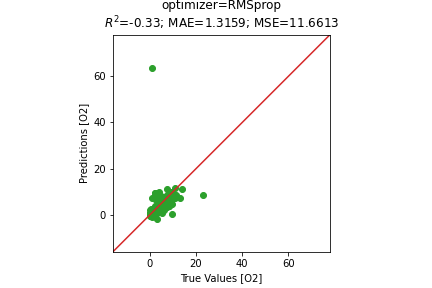 optimizer=RMSprop
R²=-0.33; MAE=1.3159; MSE=11.6613
60
40
20
0
Predictions [O2]
0 20 40 60
True Values [O2]